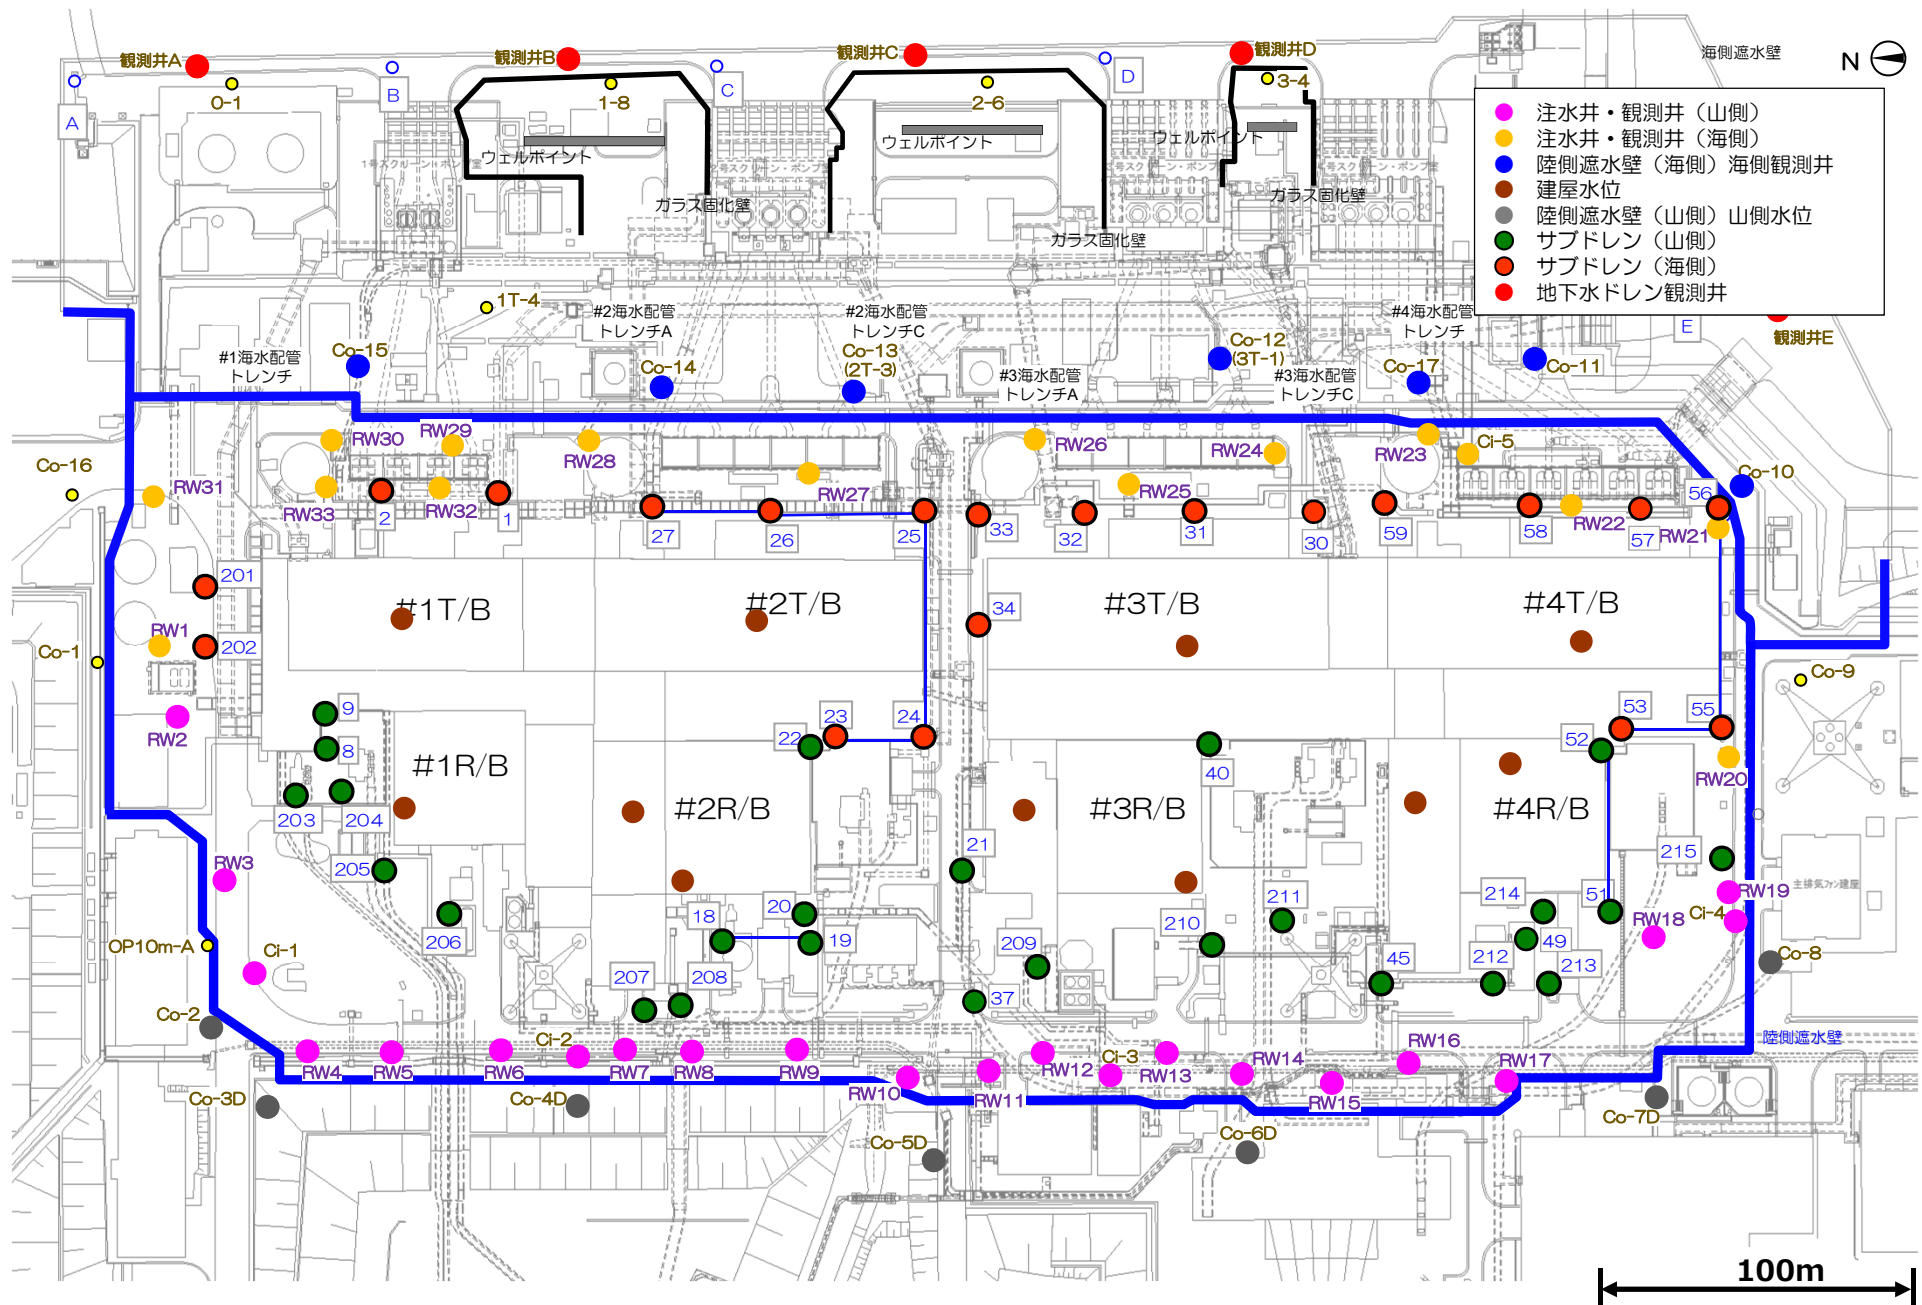 観測井A
観測井B
観測井C
観測井D
海側遮水壁
N
0-1
1-8
2-6
3-4
A
B
C
D
注水井・観測井（山側）
注水井・観測井（海側）
陸側遮水壁（海側）海側観測井
建屋水位
陸側遮水壁（山側）山側水位
サブドレン（山側）
サブドレン（海側）
地下水ドレン観測井
ウェルポイント
ウェルポイント
ウェルポイント
ガラス固化壁
ガラス固化壁
ガラス固化壁
1T-4
#2海水配管
トレンチA
#2海水配管
トレンチC
#4海水配管
トレンチ
E
観測井E
#1海水配管
トレンチ
Co-15
Co-14
Co-13
(2T-3)
#3海水配管
トレンチA
Co-12
(3T-1)
#3海水配管
トレンチC
Co-17
Co-11
Co-16
RW31
RW30
RW29
RW28
RW27
RW26
RW25
RW24
RW23
Ci-5
Co-10
RW33
2
RW32
1
27
26
25
33
32
31
30
59
58
RW22
57
RW21
56
201
202
RW1
Co-1
RW2
#1T/B
#2T/B
34
#3T/B
#4T/B
Co-9
9
8
22
23
24
40
52
53
55
RW20
#1R/B
#2R/B
#3R/B
#4R/B
203
204
205
RW3
206
21
215
主排気ファン建屋
RW19
Ci-4
OP10m-A
Ci-1
18
20
19
209
210
211
214
51
RW18
49
212
213
45
Co-8
207
208
37
Co-2
陸側遮水壁
RW4
RW5
RW6
Ci-2
RW7
RW8
RW9
RW10
RW11
RW12
Ci-3
RW13
RW14
RW15
RW16
RW17
Co-3D
Co-4D
Co-5D
Co-6D
Co-7D
100m